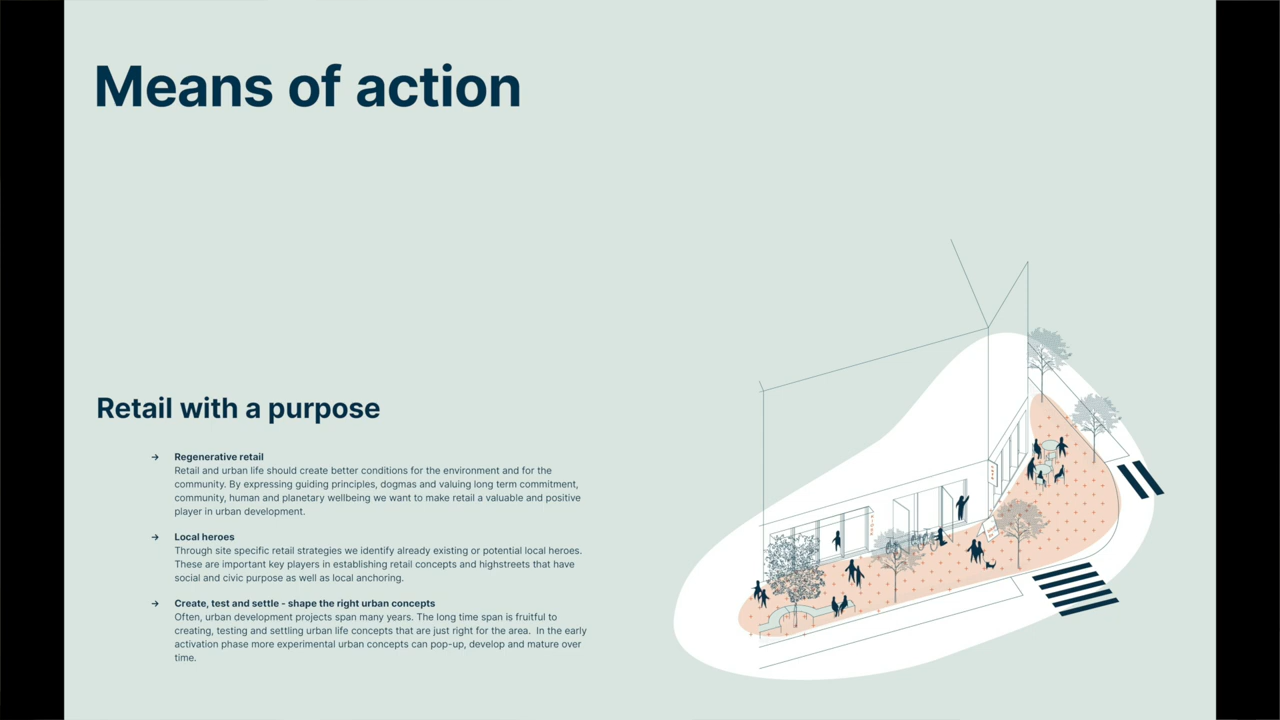 Means of action
Retail with a purpose
→ Regenerative retail
Retail and urban life should create better conditions for the environment and for the
community. By expressing guiding principles, dogmas and valuing long term commitment,
community, human and planetary wellbeing we want to make retail a valuable and positive
player in urban development.
→ Local heroes
Through site specific retail strategies we identify already existing or potential local heroes.
These are important key players in establishing retail concepts and highstreets that have
social and civic purpose as well as local anchoring.
→ Create, test and settle - shape the right urban concepts
Often, urban development projects span many years. The long time span is fruitful to
creating, testing and settling urban life concepts that are just right for the area.  In the early
activation phase more experimental urban concepts can pop-up, develop and mature over
time.